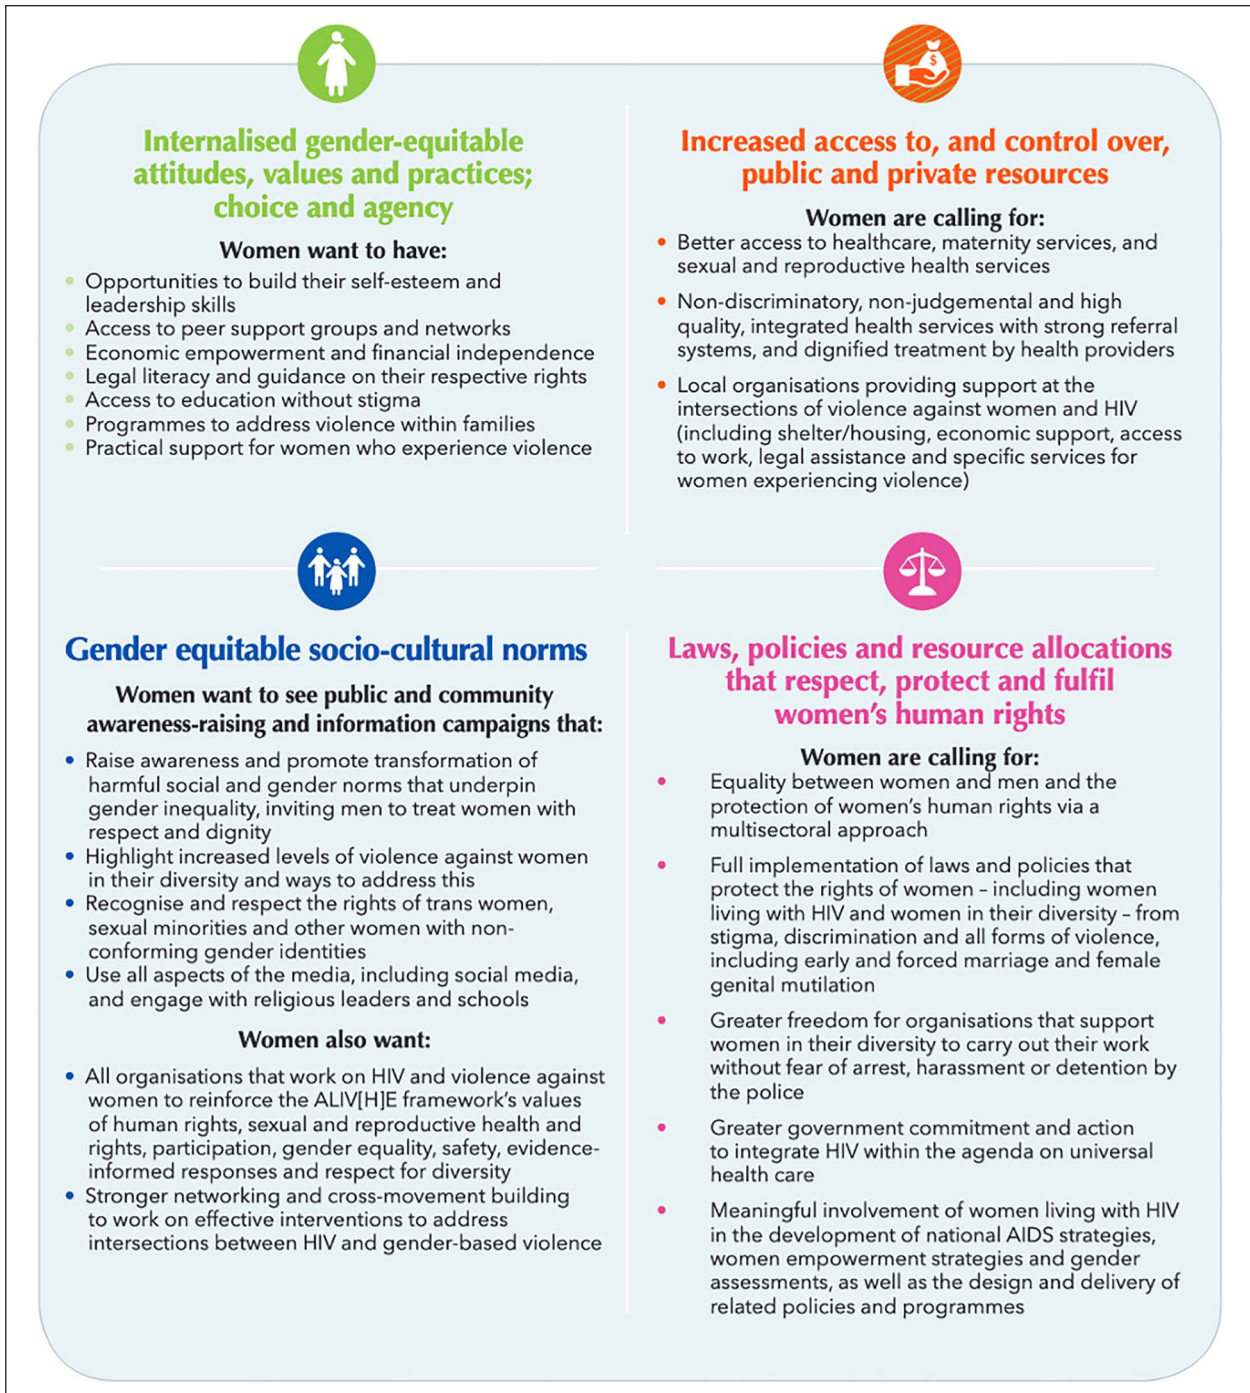 Internalised gender-equitable
attitudes, values and practices;
choice and agency
Women want to have:
• Opportunities to build their self-esteem and
leadership skills
• Access to peer support groups and networks
• Economic empowerment and financial independence
• Legal literacy and guidance on their respective rights
• Access to education without stigma
• Programmes to address violence within families
• Practical support for women who experience violence
$
Increased access to, and control over,
public and private resources
Women are calling for:
• Better access to healthcare, maternity services, and
sexual and reproductive health services
• Non-discriminatory, non-judgemental and high
quality, integrated health services with strong referral
systems, and dignified treatment by health providers
• Local organisations providing support at the
intersections of violence against women and HIV
(including shelter/housing, economic support, access
to work, legal assistance and specific services for
women experiencing violence)
Gender equitable socio-cultural norms
Women want to see public and community
awareness-raising and information campaigns that:
• Raise awareness and promote transformation of
harmful social and gender norms that underpin
gender inequality, inviting men to treat women with
respect and dignity
• Highlight increased levels of violence against women
in their diversity and ways to address this
• Recognise and respect the rights of trans women,
sexual minorities and other women with non-
conforming gender identities
• Use all aspects of the media, including social media,
and engage with religious leaders and schools
Women also want:
• All organisations that work on HIV and violence against
women to reinforce the ALIV[H]E framework's values
of human rights, sexual and reproductive health and
rights, participation, gender equality, safety, evidence-
informed responses and respect for diversity
• Stronger networking and cross-movement building
to work on effective interventions to address
intersections between HIV and gender-based violence
Laws, policies and resource allocations
that respect, protect and fulfil
women's human rights
Women are calling for:
• Equality between women and men and the
protection of women's human rights via a
multisectoral approach
• Full implementation of laws and policies that
protect the rights of women – including women
living with HIV and women in their diversity – from
stigma, discrimination and all forms of violence,
including early and forced marriage and female
genital mutilation
• Greater freedom for organisations that support
women in their diversity to carry out their work
without fear of arrest, harassment or detention by
the police
• Greater government commitment and action
to integrate HIV within the agenda on universal
health care
• Meaningful involvement of women living with HIV
in the development of national AIDS strategies,
women empowerment strategies and gender
assessments, as well as the design and delivery of
related policies and programmes